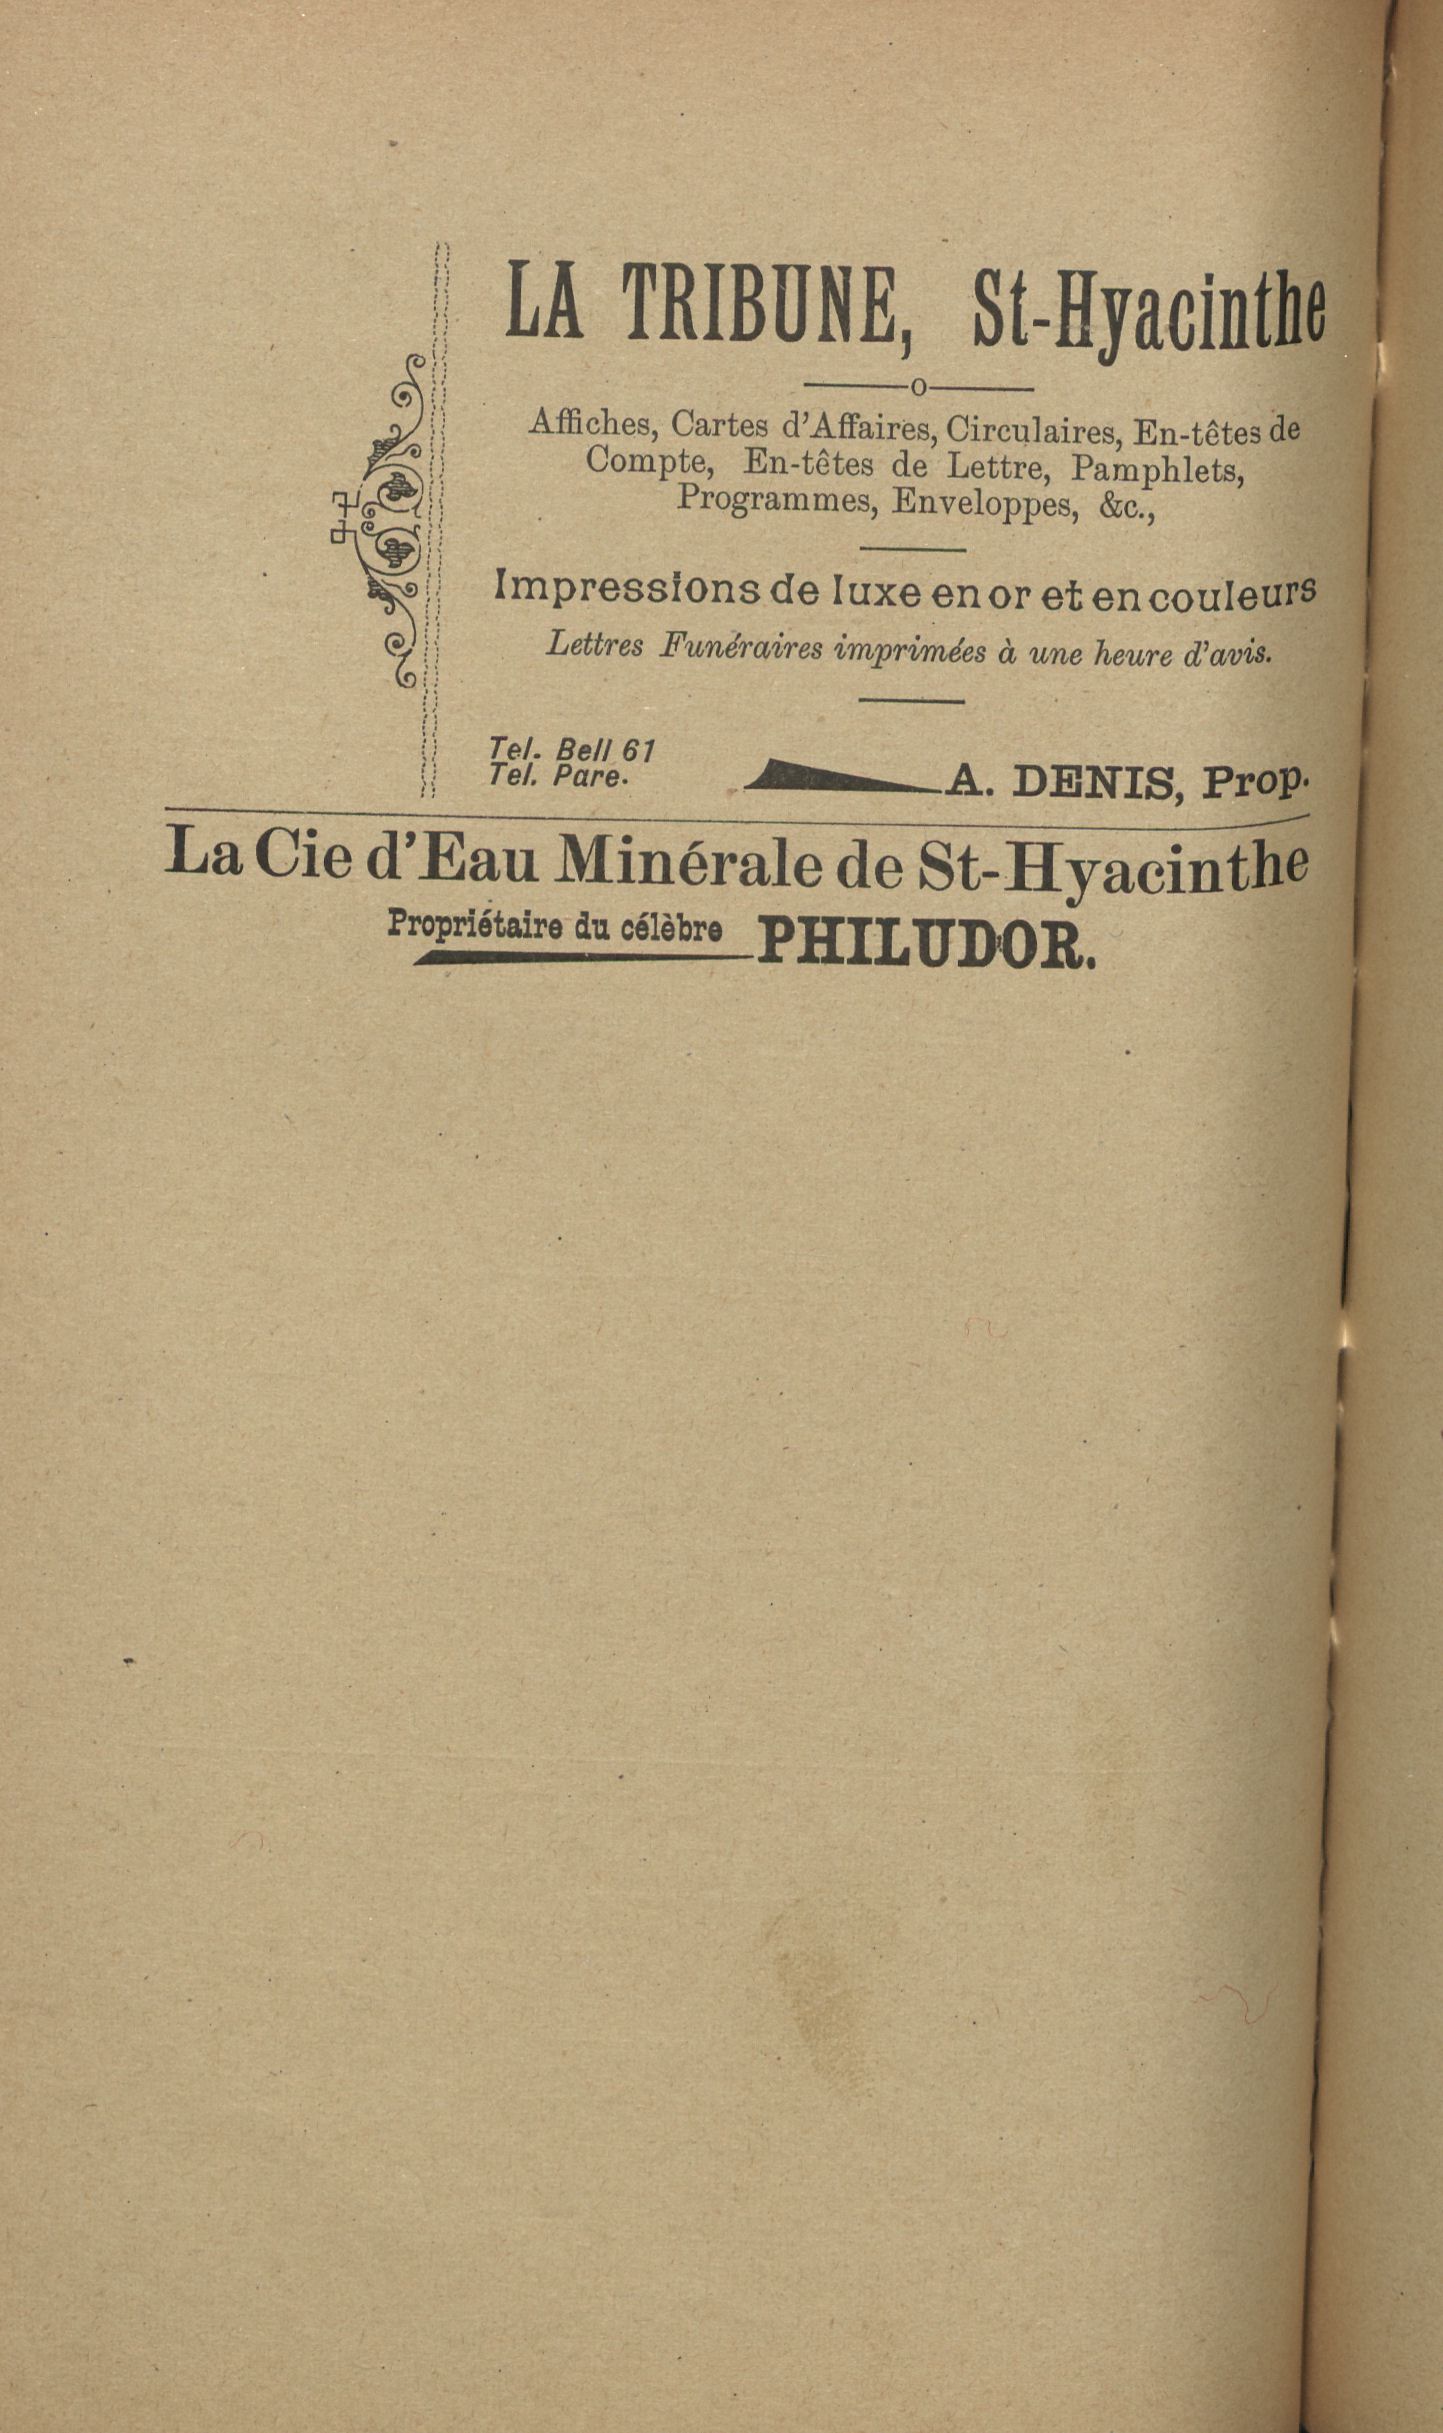 LA TRIBUNE, St-Hyacinthe
o
Affiches, Cartes d'Affaires, Circulaires, En-têtes de
Compte, En-têtes de Lettre, Pamphlets,
Programmes, Enveloppes, &c.,
Impressions de luxe en or et en couleurs
Lettres Funéraires imprimées à une heure d'avis.
Tel. Bell 61
Tel. Pare.
A. DENIS, Prop.
La Cie d'Eau Minérale de St-Hyacinthe
Propriétaire du célèbre PHILUDOR.